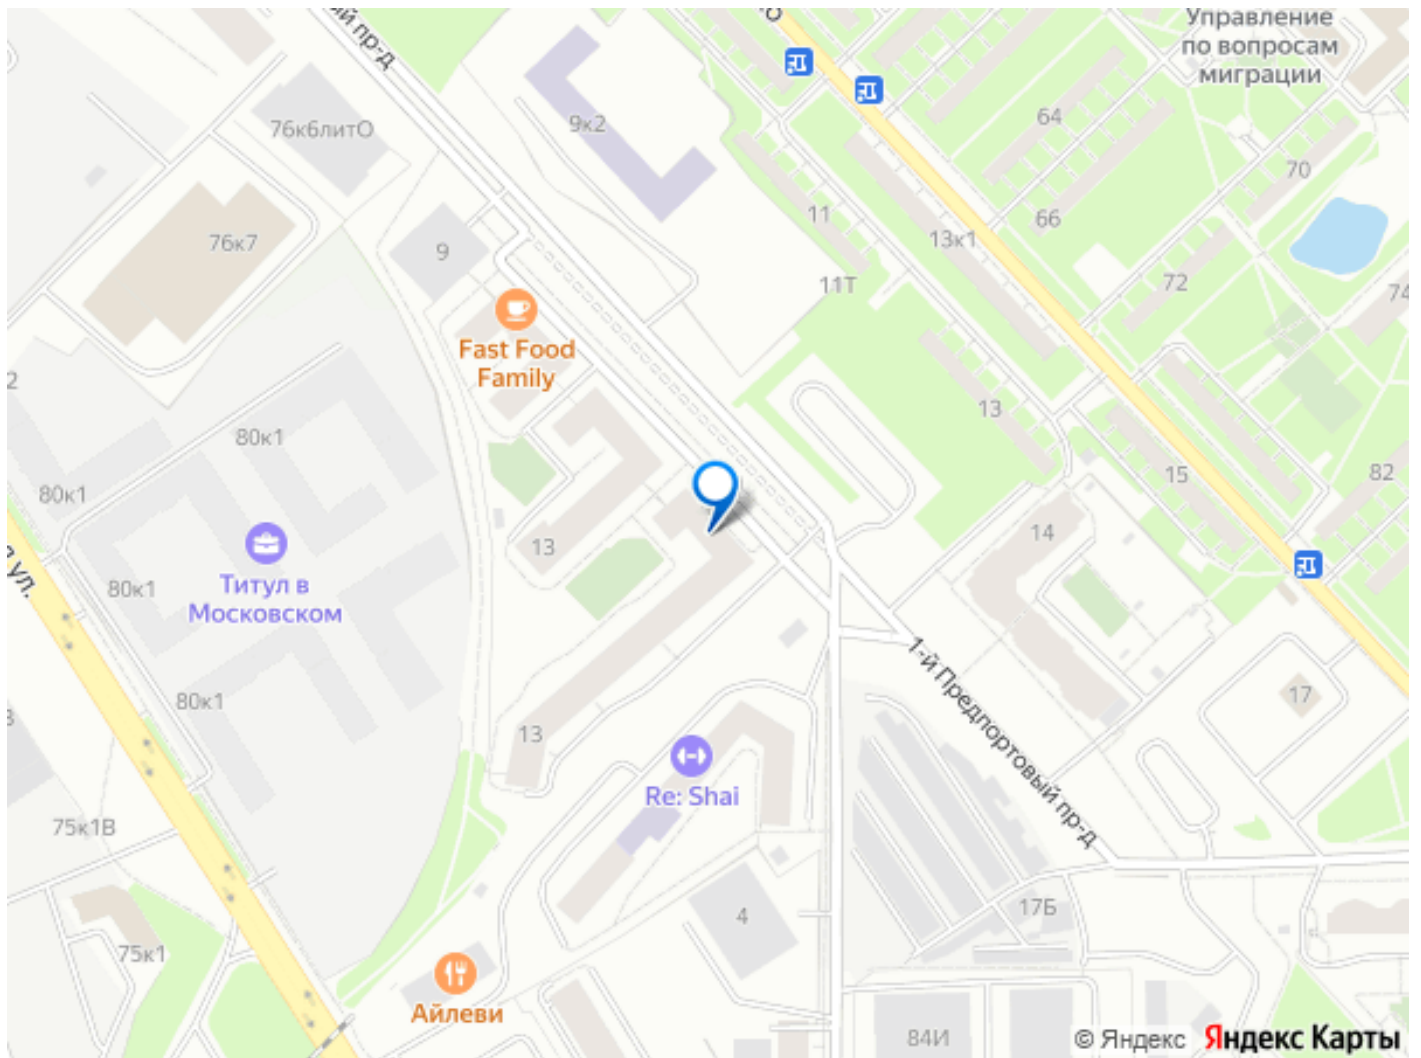 Управление
по вопросам
миграции
пр-д
64
76к6литО
9к2
70
11
66
13к1
76к7
9
72
11Т
74
Fast Food
Family
13
80к1
15
82
80к1
14
13
ул.
80к1
Титул в
Московском
1-й Предпортовый пр-д
80к1
17
13
Re: Shai
75к1В
17Б
4
75к1
Айлеви
84И
© Яндекс Яндекс Карты